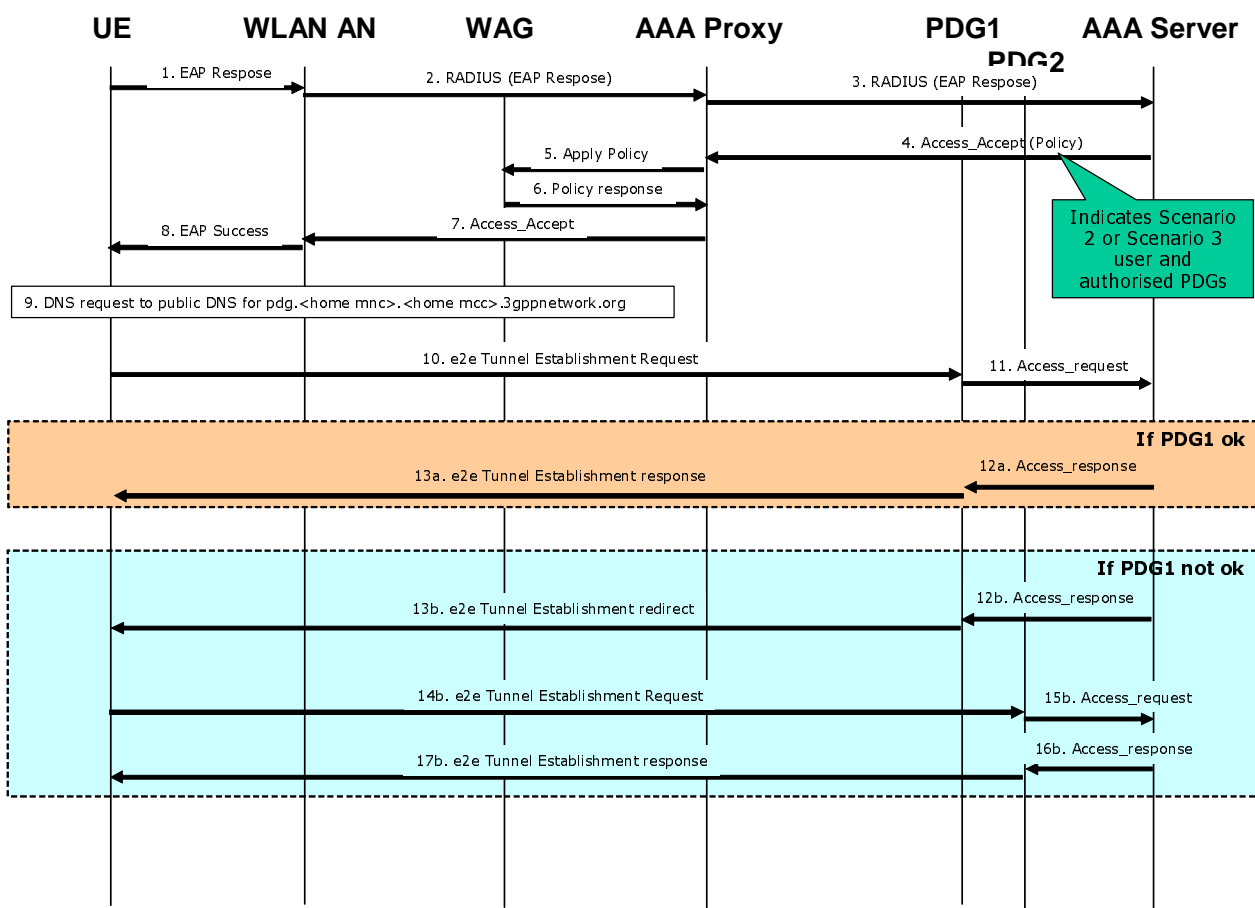 UE WLAN AN WAG AAA Proxy PDG1 AAA Server
PDG2
1. EAP Respose
2. RADIUS (EAP Respose)
3. RADIUS (EAP Respose)
4. Access_Accept (Policy)
5. Apply Policy
6. Policy response
7. Access_Accept
8. EAP Success
Indicates Scenario
2 or Scenario 3
user and
authorised PDGs
9. DNS request to public DNS for pdg.<home mnc>.<home mcc>.3gppnetwork.org
10. e2e Tunnel Establishment Request
11. Access_request
If PDG1 ok
12a. Access_response
13a. e2e Tunnel Establishment response
If PDG1 not ok
12b. Access_response
13b. e2e Tunnel Establishment redirect
14b. e2e Tunnel Establishment Request
15b. Access_request
16b. Access_response
17b. e2e Tunnel Establishment response